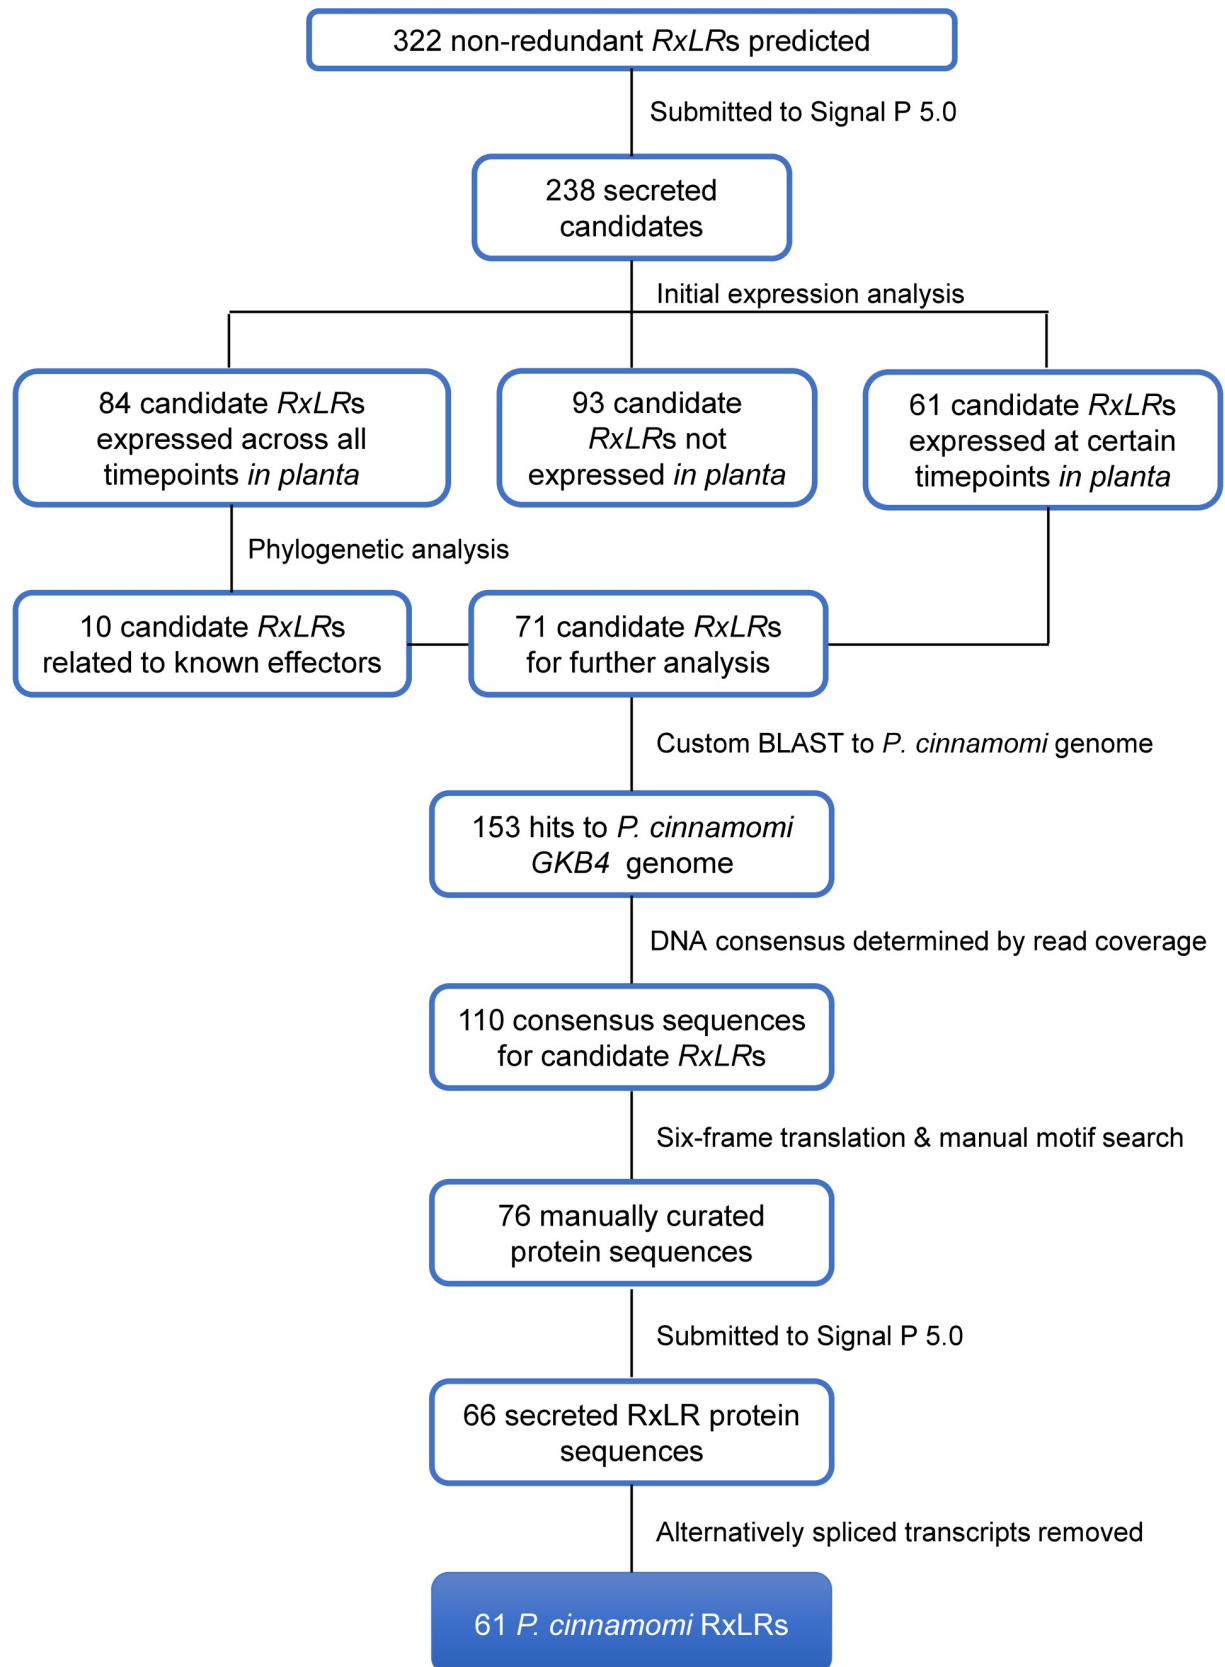 322 non-redundant RxLRs predicted
Submitted to Signal P 5.0
238 secreted
candidates
Initial expression analysis
84 candidate RxLRs
expressed across all
timepoints in planta
93 candidate
RxLRs not
expressed in planta
61 candidate RxLRs
expressed at certain
timepoints in planta
Phylogenetic analysis
10 candidate RxLRs
related to known effectors
71 candidate RxLRs
for further analysis
Custom BLAST to P. cinnamomi genome
153 hits to P. cinnamomi
GKB4 genome
DNA consensus determined by read coverage
110 consensus sequences
for candidate RxLRs
Six-frame translation & manual motif search
76 manually curated
protein sequences
Submitted to Signal P 5.0
66 secreted RxLR protein
sequences
Alternatively spliced transcripts removed
61 P. cinnamomi RxLRs